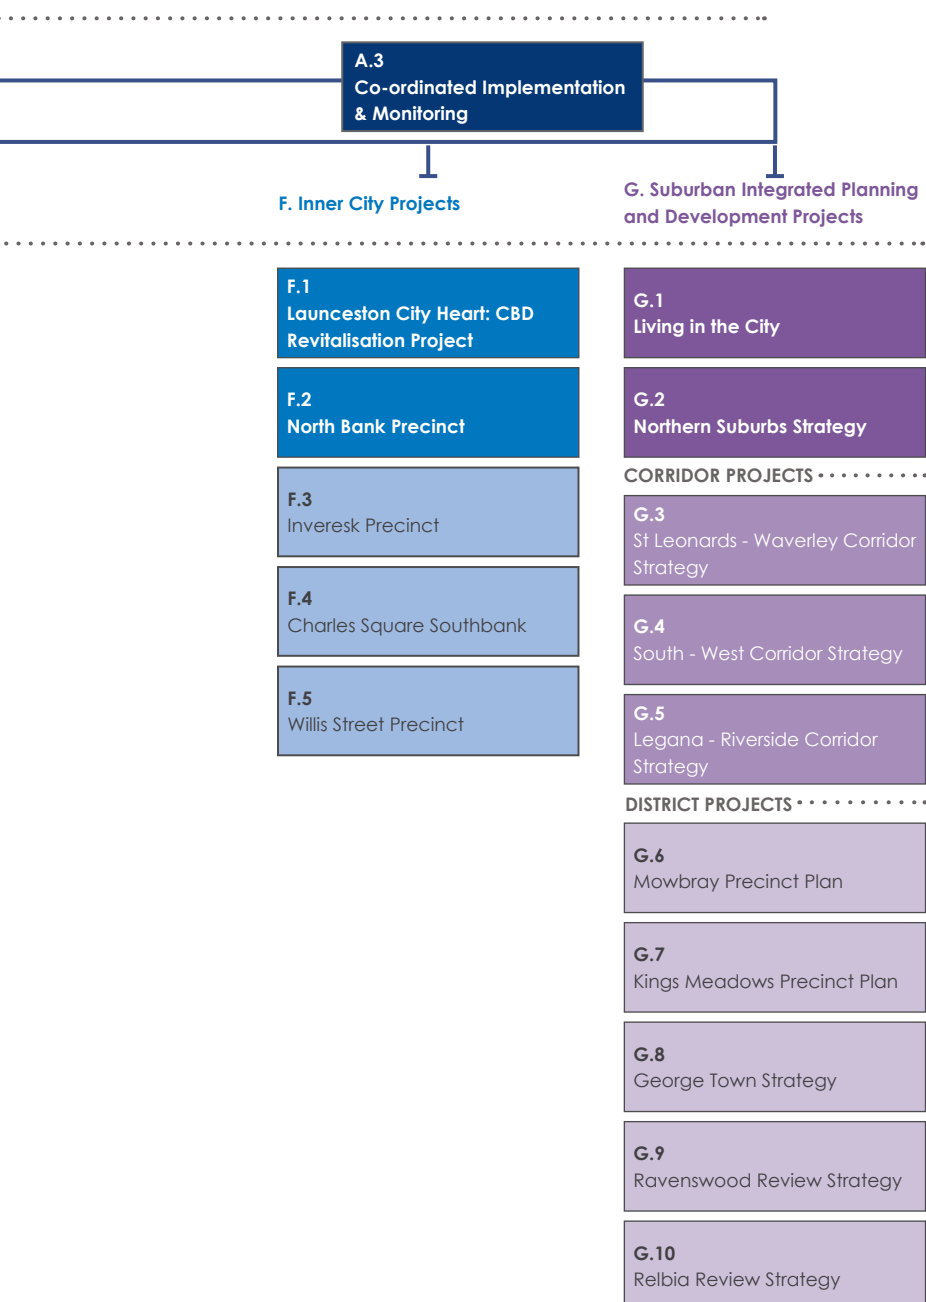 A.3
Co-ordinated Implementation
& Monitoring
F. Inner City Projects
G. Suburban Integrated Planning
and Development Projects
F.1
Launceston City Heart: CBD
Revitalisation Project
F.2
North Bank Precinct
F.3
Inveresk Precinct
F.4
Charles Square Southbank
F.5
Willis Street Precinct
G.1
Living in the City
G.2
Northern Suburbs Strategy
CORRIDOR PROJECTS
G.3
St Leonards - Waverley Corridor
Strategy
G.4
South - West Corridor Strategy
G.5
Legana - Riverside Corridor
Strategy
DISTRICT PROJECTS
G.6
Mowbray Precinct Plan
G.7
Kings Meadows Precinct Plan
G.8
George Town Strategy
G.9
Ravenswood Review Strategy
G.10
Relbia Review Strategy